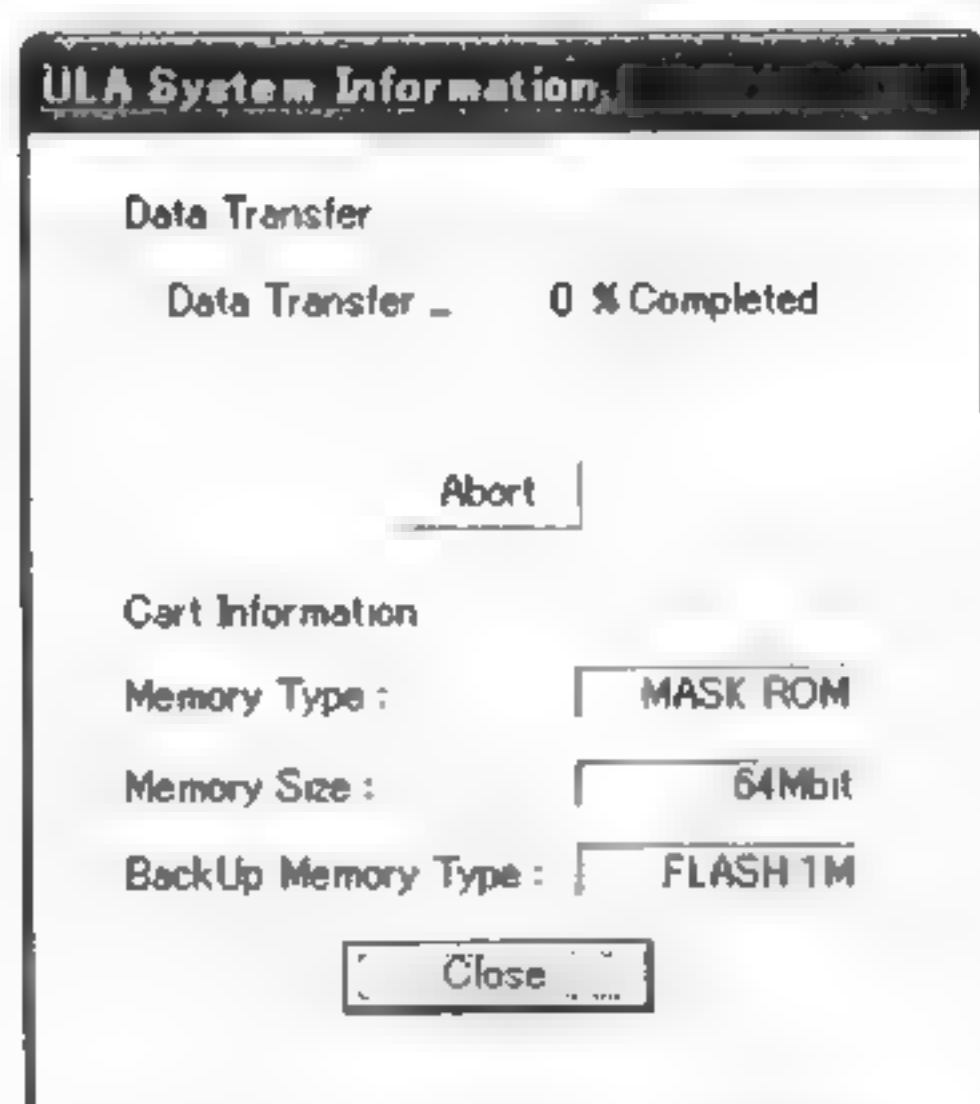 ULA System Information
Data Transfer
Data Transfer _ 0 % Completed
Abort
Cart Information
Memory Type : MASK ROM
Memory Size : 64Mbit
BackUp Memory Type : FLASH 1M
Close